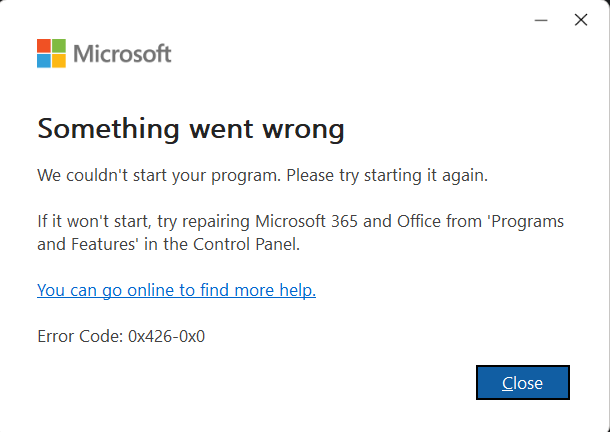 Microsoft
Something went wrong
We couldn't start your program. Please try starting it again.
If it won't start, try repairing Microsoft 365 and Office from 'Programs
and Features' in the Control Panel.
You can go online to find more help.
Error Code: 0x426-0x0
Close